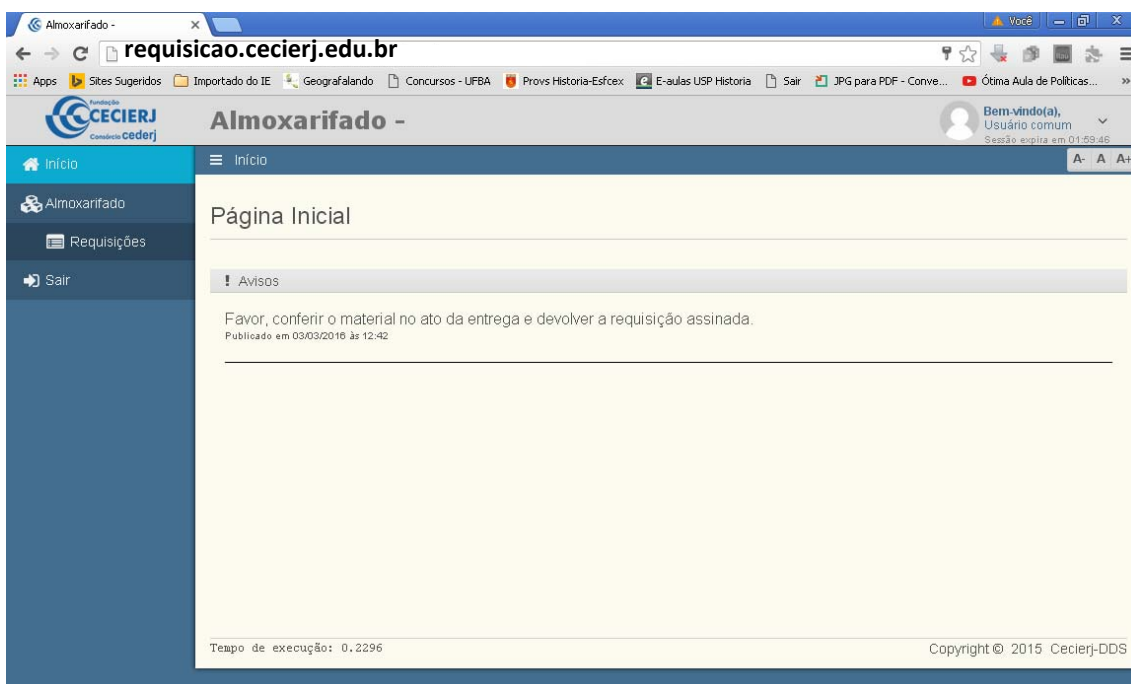 Almoxarifado -
Você
requisicao.cecierj.edu.br
Apps Sites Sugeridos Importado do IE Geografalando Concursos - UFBA Provs Historia-Esfcex E-aulas USP Historia Sair JPG para PDF - Conve... Ótima Aula de Políticas... »
Fundação
CECIERJ
Consórcio Cederj
Almoxarifado -
Bem-vindo(a),
Usuário comum
Sessão expira em 01:59:46
Início
Início
A- A A+
Almoxarifado
Requisições
Sair
Página Inicial
! Avisos
Favor, conferir o material no ato da entrega e devolver a requisição assinada.
Publicado em 03/03/2016 às 12:42
Tempo de execução: 0.2296
Copyright © 2015 Cecierj-DDS